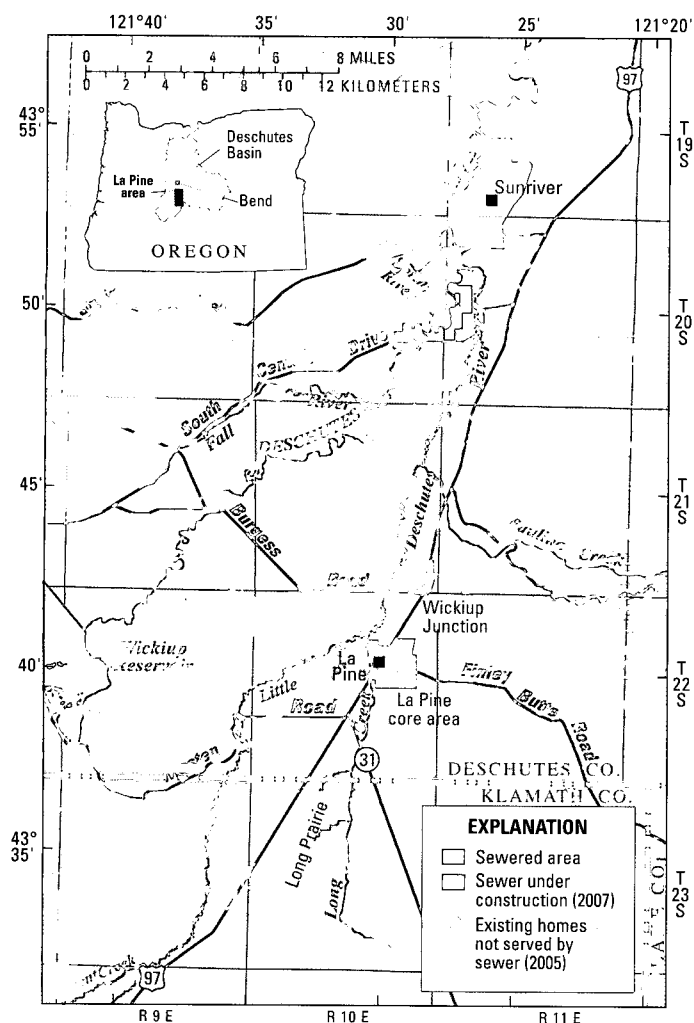 121°40'
35'
30'
25'
121°20'
0 2 4 6 8 MILES
0 2 4 6 8 10 12 KILOMETERS
97
43°
55'
T
19
S
Deschutes
Basin
La Pine
area
Bend
OREGON
Sunriver
50'
T
20
S
River
Drive
River
South
Fall
River
DESCHUTES
45'
T
21
S
Burgess
Deschutes
Paulina Creek
Road
Wickiup
Junction
Wickiup
Reservoir
40'
La
Pine
T
22
S
Little
Road
Creek
La Pine
core area
Finley
Butte
Road
31
DESCHUTES CO.
KLAMATH CO.
43°
35'
Long Prairie
Long
EXPLANATION
Sewered area
Sewer under
construction (2007)
Existing homes
not served by
sewer (2005)
LAKE CO.
T
23
S
Creek
97
R 9 E
R 10 E
R 11 E